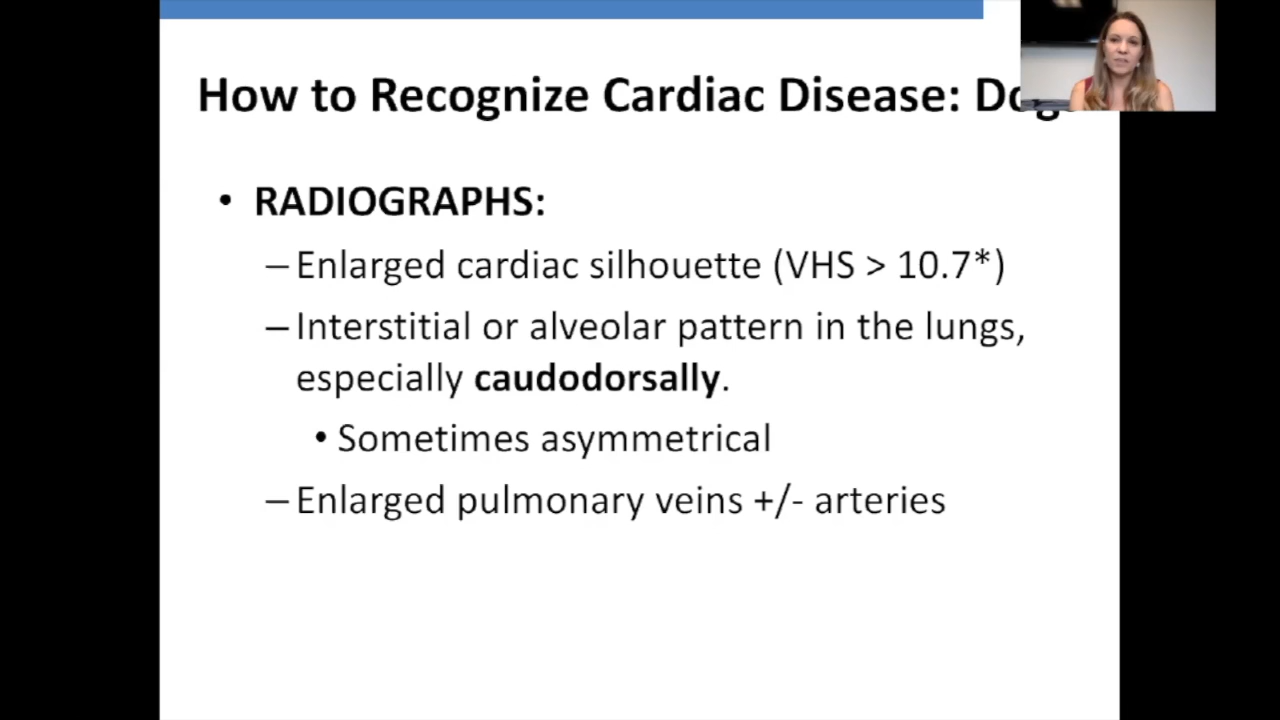 How to Recognize Cardiac Disease: Dog
• RADIOGRAPHS:
– Enlarged cardiac silhouette (VHS > 10.7*)
– Interstitial or alveolar pattern in the lungs,
especially caudodorsally.
• Sometimes asymmetrical
– Enlarged pulmonary veins +/- arteries